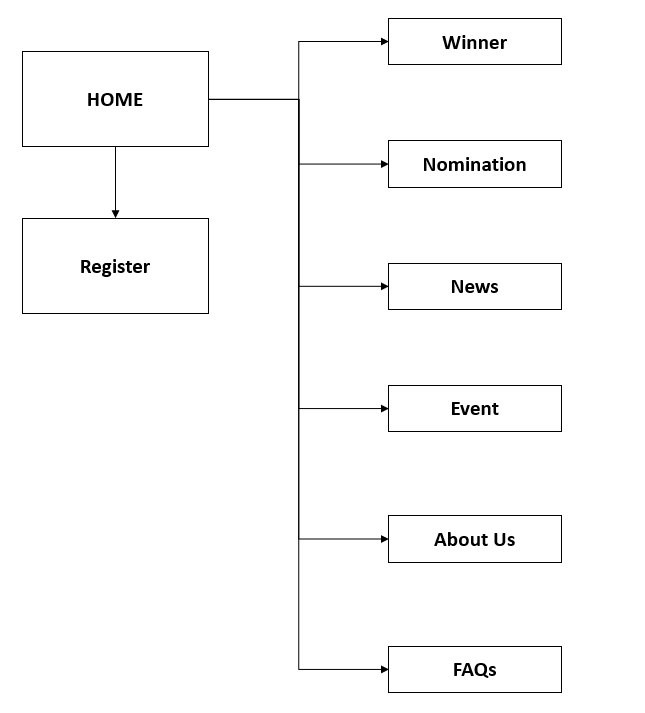 HOME
Register
Winner
Nomination
News
Event
About Us
FAQs